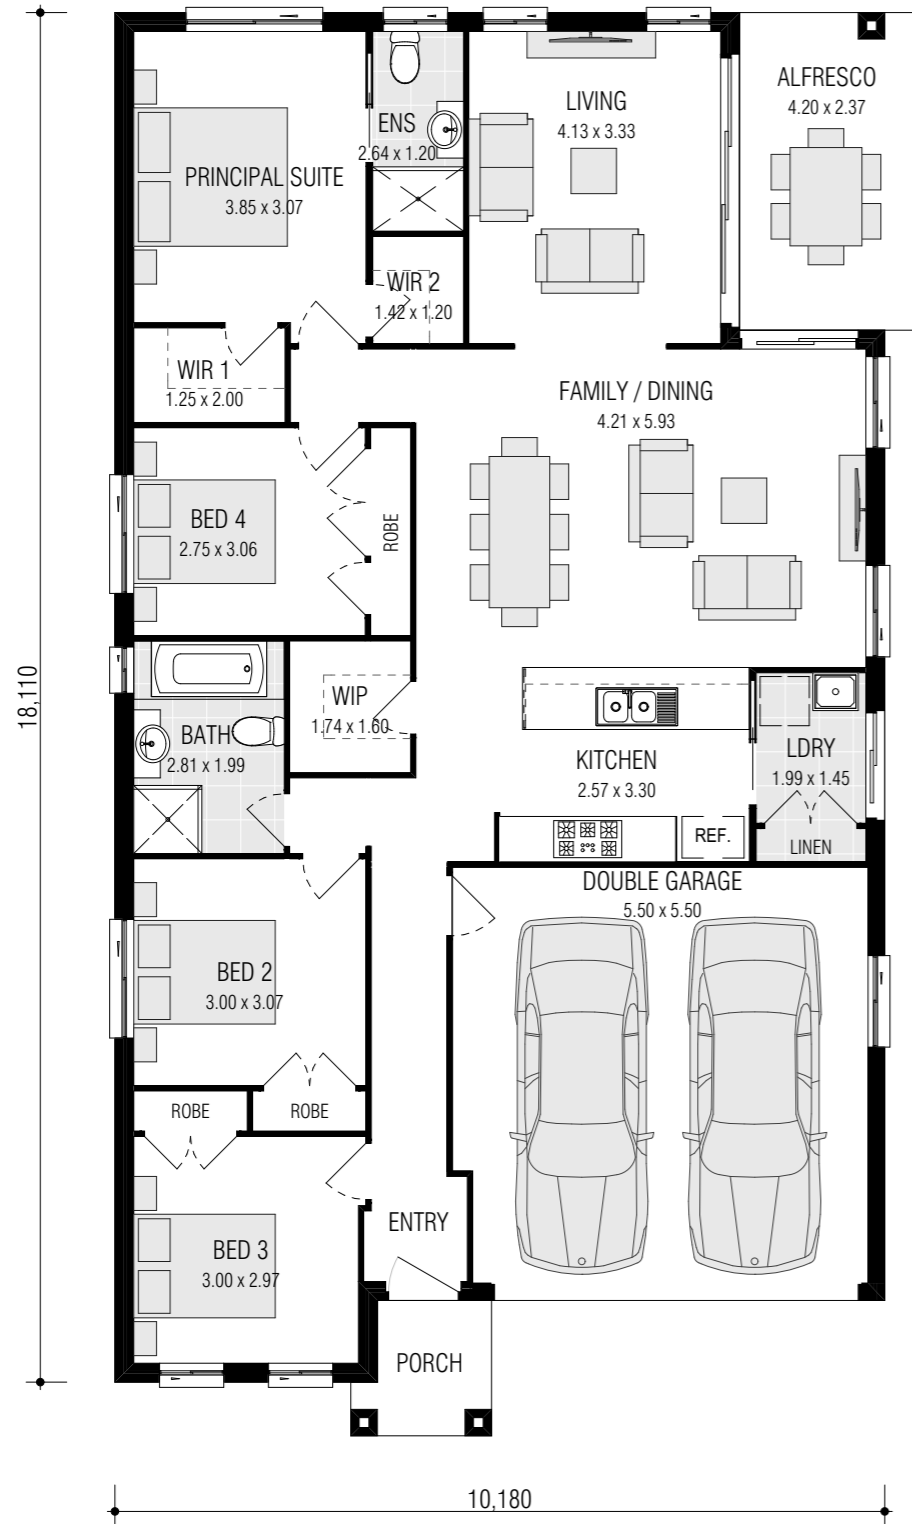 ALFRESCO
4.20 x 2.37
LIVING
4.13 x 3.33
ENS
2.64 x 1.20
PRINCIPAL SUITE
3.85 x 3.07
WIR 2
1.42 x 1.20
WIR 1
1.25 x 2.00
FAMILY / DINING
4.21 x 5.93
BED 4
2.75 x 3.06
ROBE
18,110
WIP
1.74 x 1.60
BATH
2.81 x 1.99
KITCHEN
2.57 x 3.30
LDRY
1.99 x 1.45
REF.
LINEN
DOUBLE GARAGE
5.50 x 5.50
BED 2
3.00 x 3.07
ROBE
ROBE
ENTRY
BED 3
3.00 x 2.97
PORCH
10,180